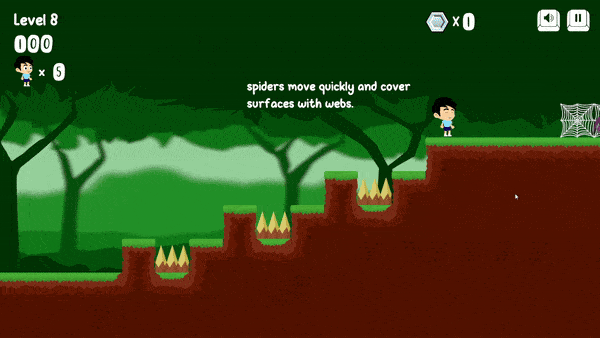 Level 8
100
x 5
x 0
spiders move quickly and cover
surfaces with webs.